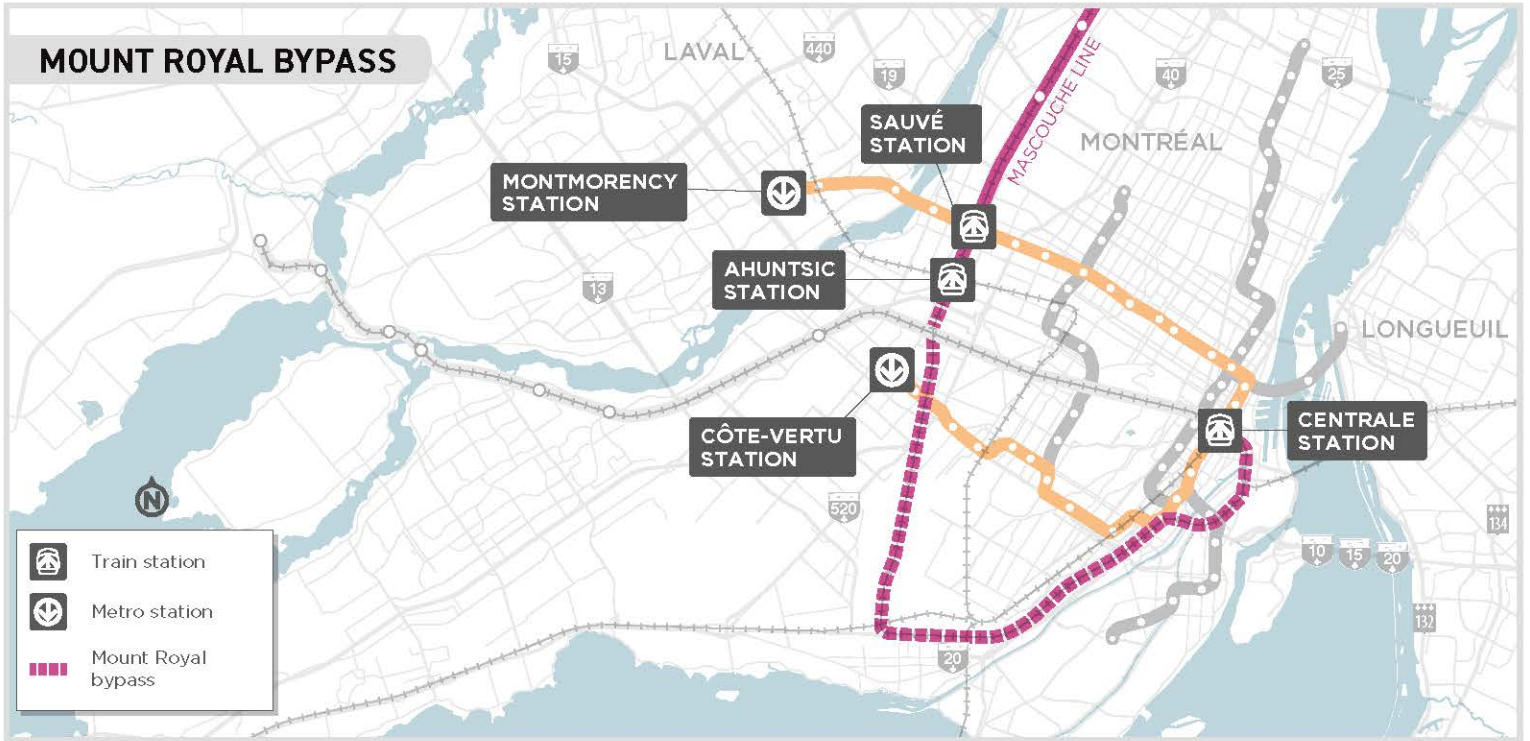 MOUNT ROYAL BYPASS
LAVAL
15
440
19
40
25
MASCOUCHE LINE
SAUVÉ
STATION
MONTRÉAL
MONTMORENCY
STATION
AHUNTSIC
STATION
13
LONGUEUIL
CÔTE-VERTU
STATION
CENTRALE
STATION
N
520
134
10
15
20
132
20
Train station
Metro station
Mount Royal
bypass